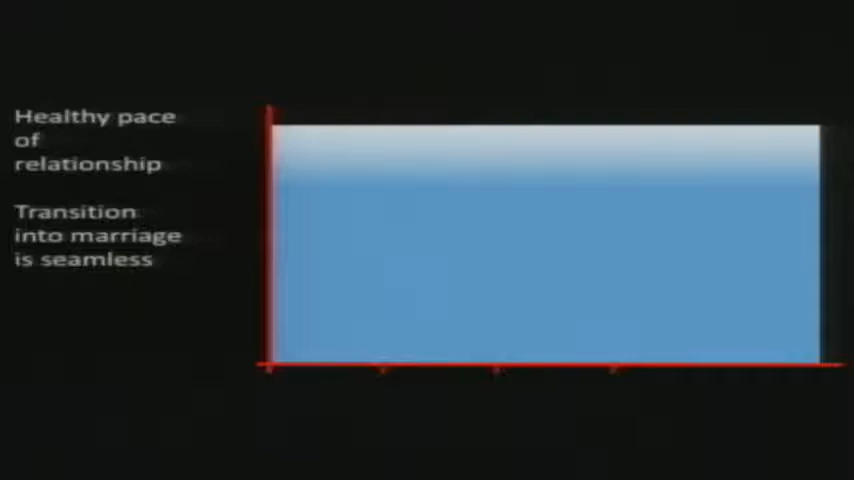 Healthy pace
of
relationship
Transition
into marriage
is seamless